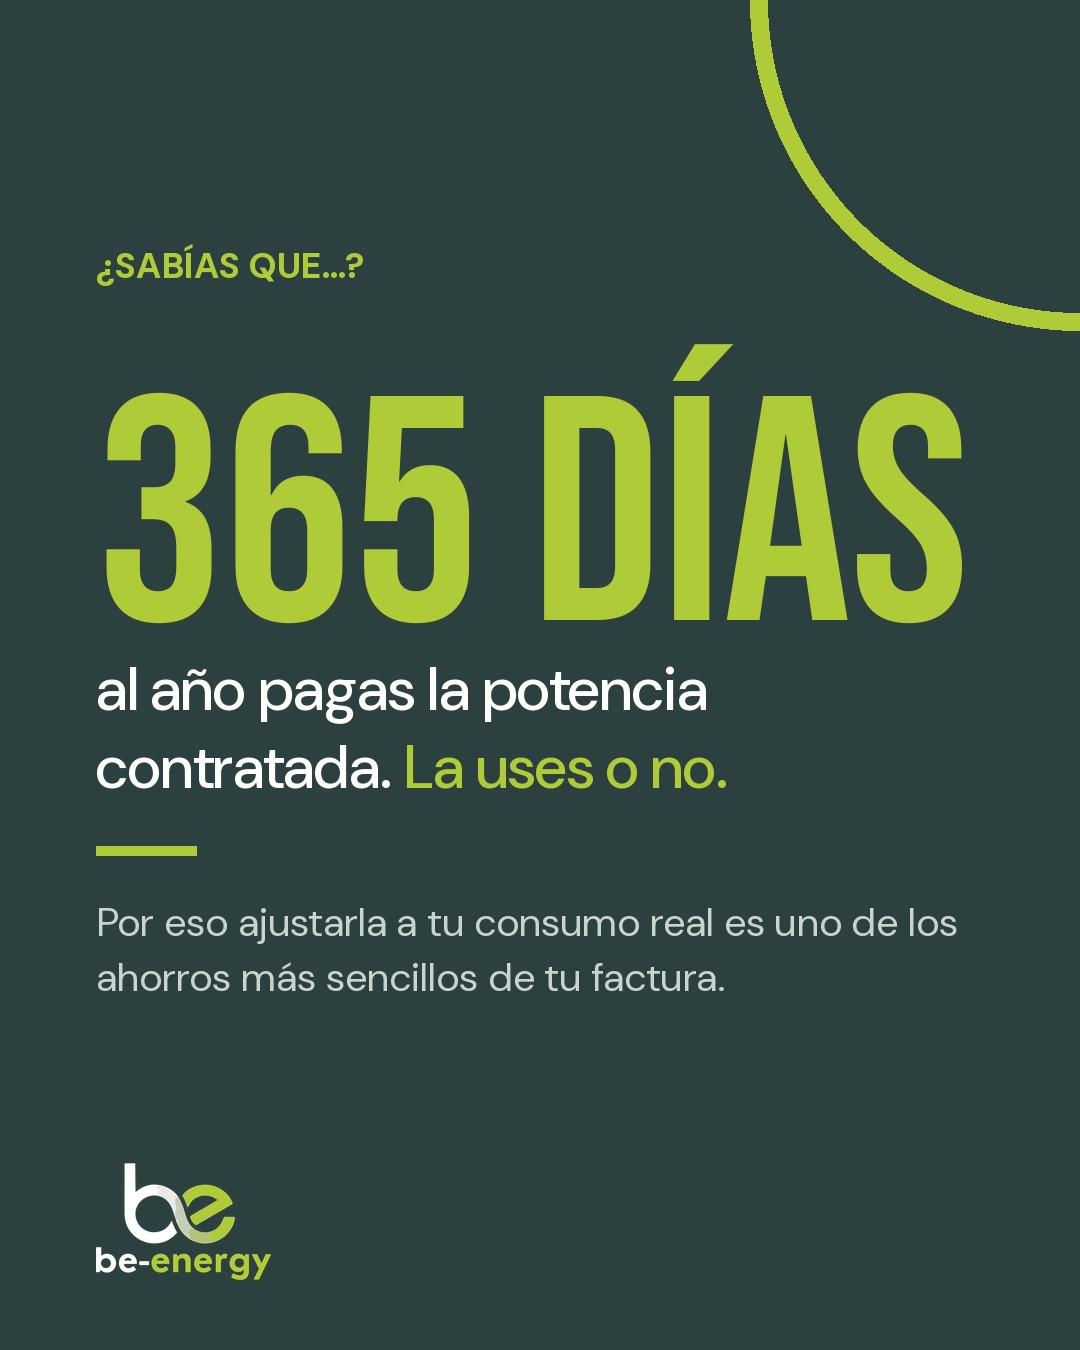 ¿SABÍAS QUE...?
365 DÍAS
al año pagas la potencia
contratada. La uses o no.
Por eso ajustarla a tu consumo real es uno de los
ahorros más sencillos de tu factura.
be
be-energy